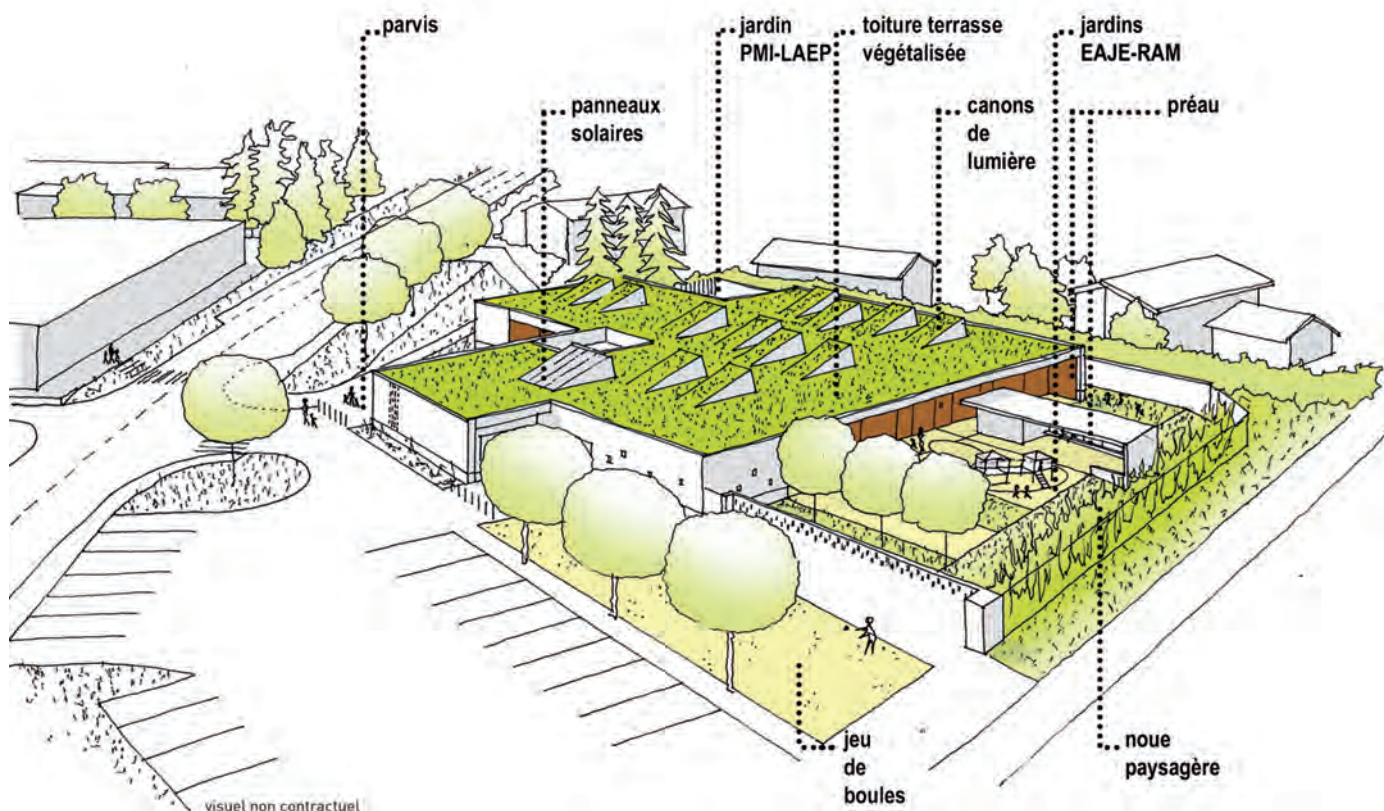 parvis
jardin
PMI-LAEP
toiture terrasse
végétalisée
jardins
EAJE-RAM
panneaux
solaires
canons
de
lumière
préau
jeu
de
boules
noue
paysagère
visuel non contractuel